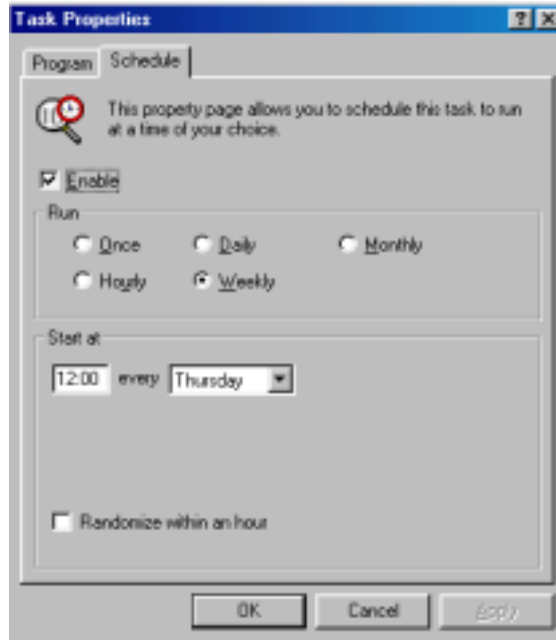 Task Properties
Program Schedule
This property page allows you to schedule this task to run
at a time of your choice.
Enable
Run
Once Daily Monthly
Hourly Weekly
Start at
12:00 every Thursday
Randomize within an hour
OK Cancel Apply